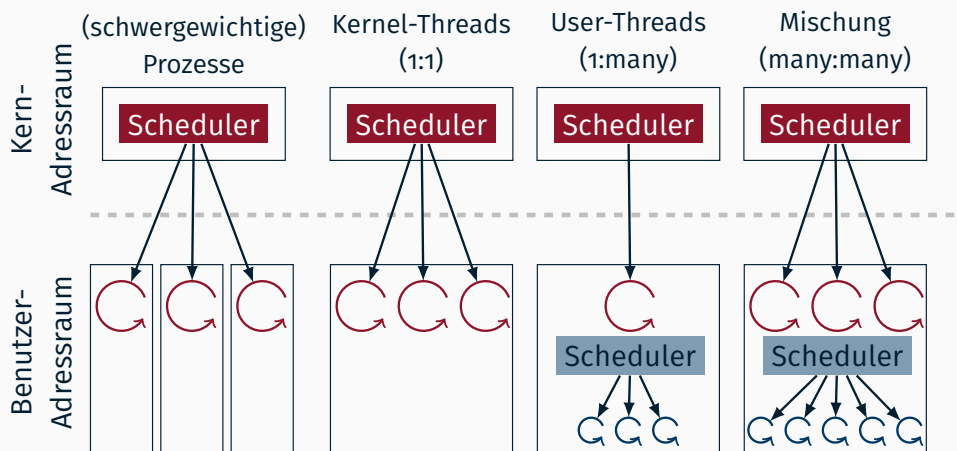 (schwergewichtige)
Prozesse
Kernel-Threads
(1:1)
User-Threads
(1:many)
Mischung
(many:many)
Kern-
Adressraum
Scheduler
Scheduler
Scheduler
Scheduler
Benutzer-
Adressraum
Scheduler
Scheduler